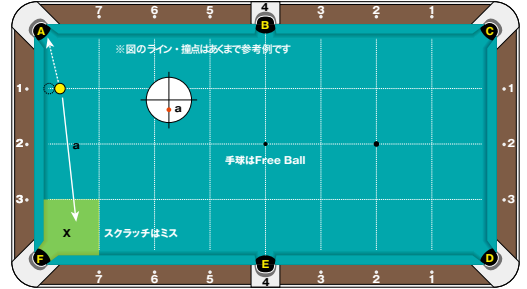 7 6 5 4 3 2 1
A B C
※図のライン・撞点はあくまで参考例です
1 1
a
a
2 2
手球はFree Ball
3 3
X スクラッチはミス
F E D
7 6 5 4 3 2 1